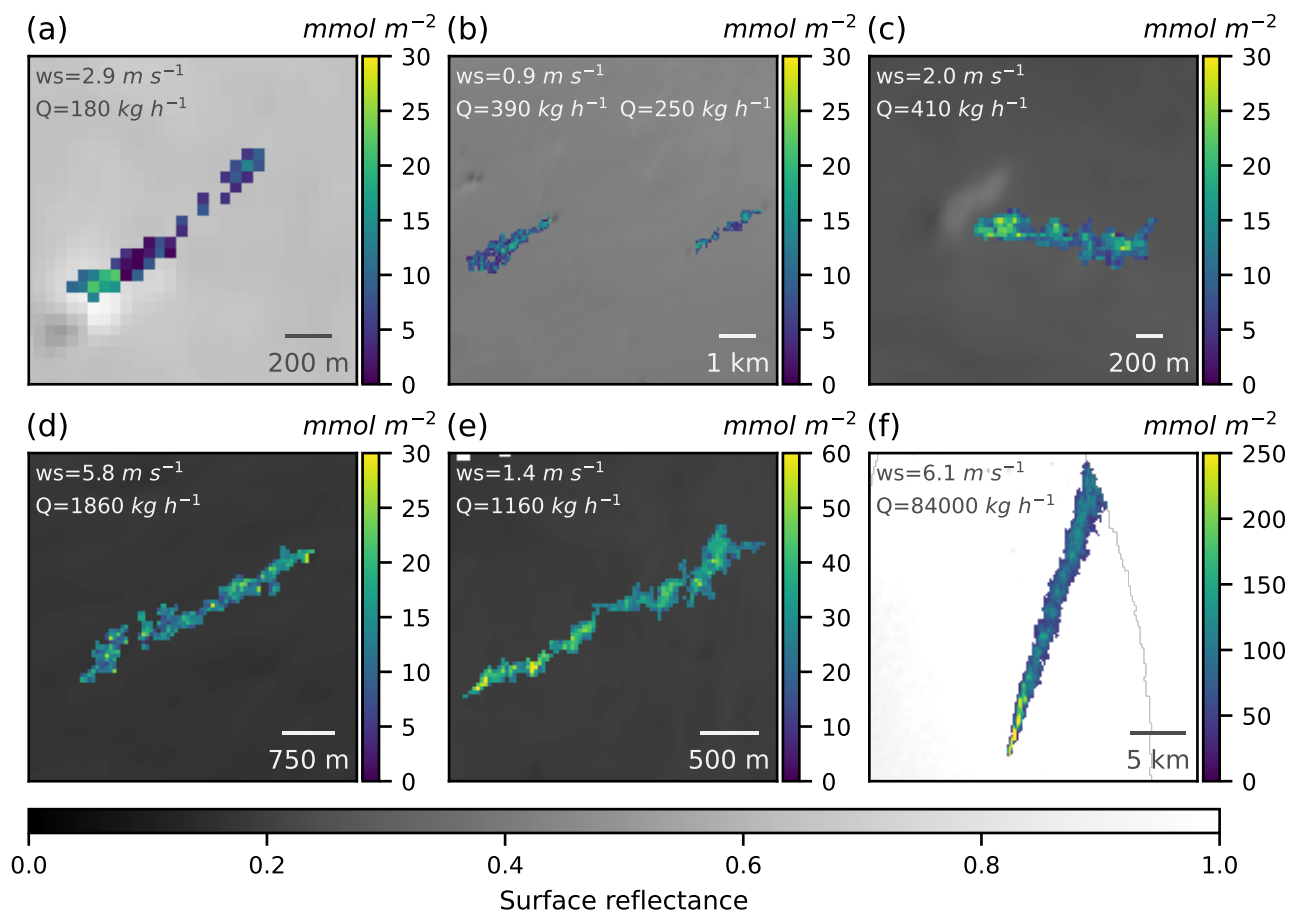 (a) mmol m−2 (b) mmol m−2 (c) mmol m−2
ws=2.9 m s−1
Q=180 kg h−1
200 m
30
25
20
15
10
5
0
ws=0.9 m s−1
Q=390 kg h−1 Q=250 kg h−1
1 km
30
25
20
15
10
5
0
ws=2.0 m s−1
Q=410 kg h−1
200 m
30
25
20
15
10
5
0
(d) mmol m−2 (e) mmol m−2 (f) mmol m−2
ws=5.8 m s−1
Q=1860 kg h−1
750 m
30
25
20
15
10
5
0
ws=1.4 m s−1
Q=1160 kg h−1
500 m
60
50
40
30
20
10
0
ws=6.1 m s−1
Q=84000 kg h−1
5 km
250
200
150
100
50
0
0.0 0.2 0.4 0.6 0.8 1.0
Surface reflectance